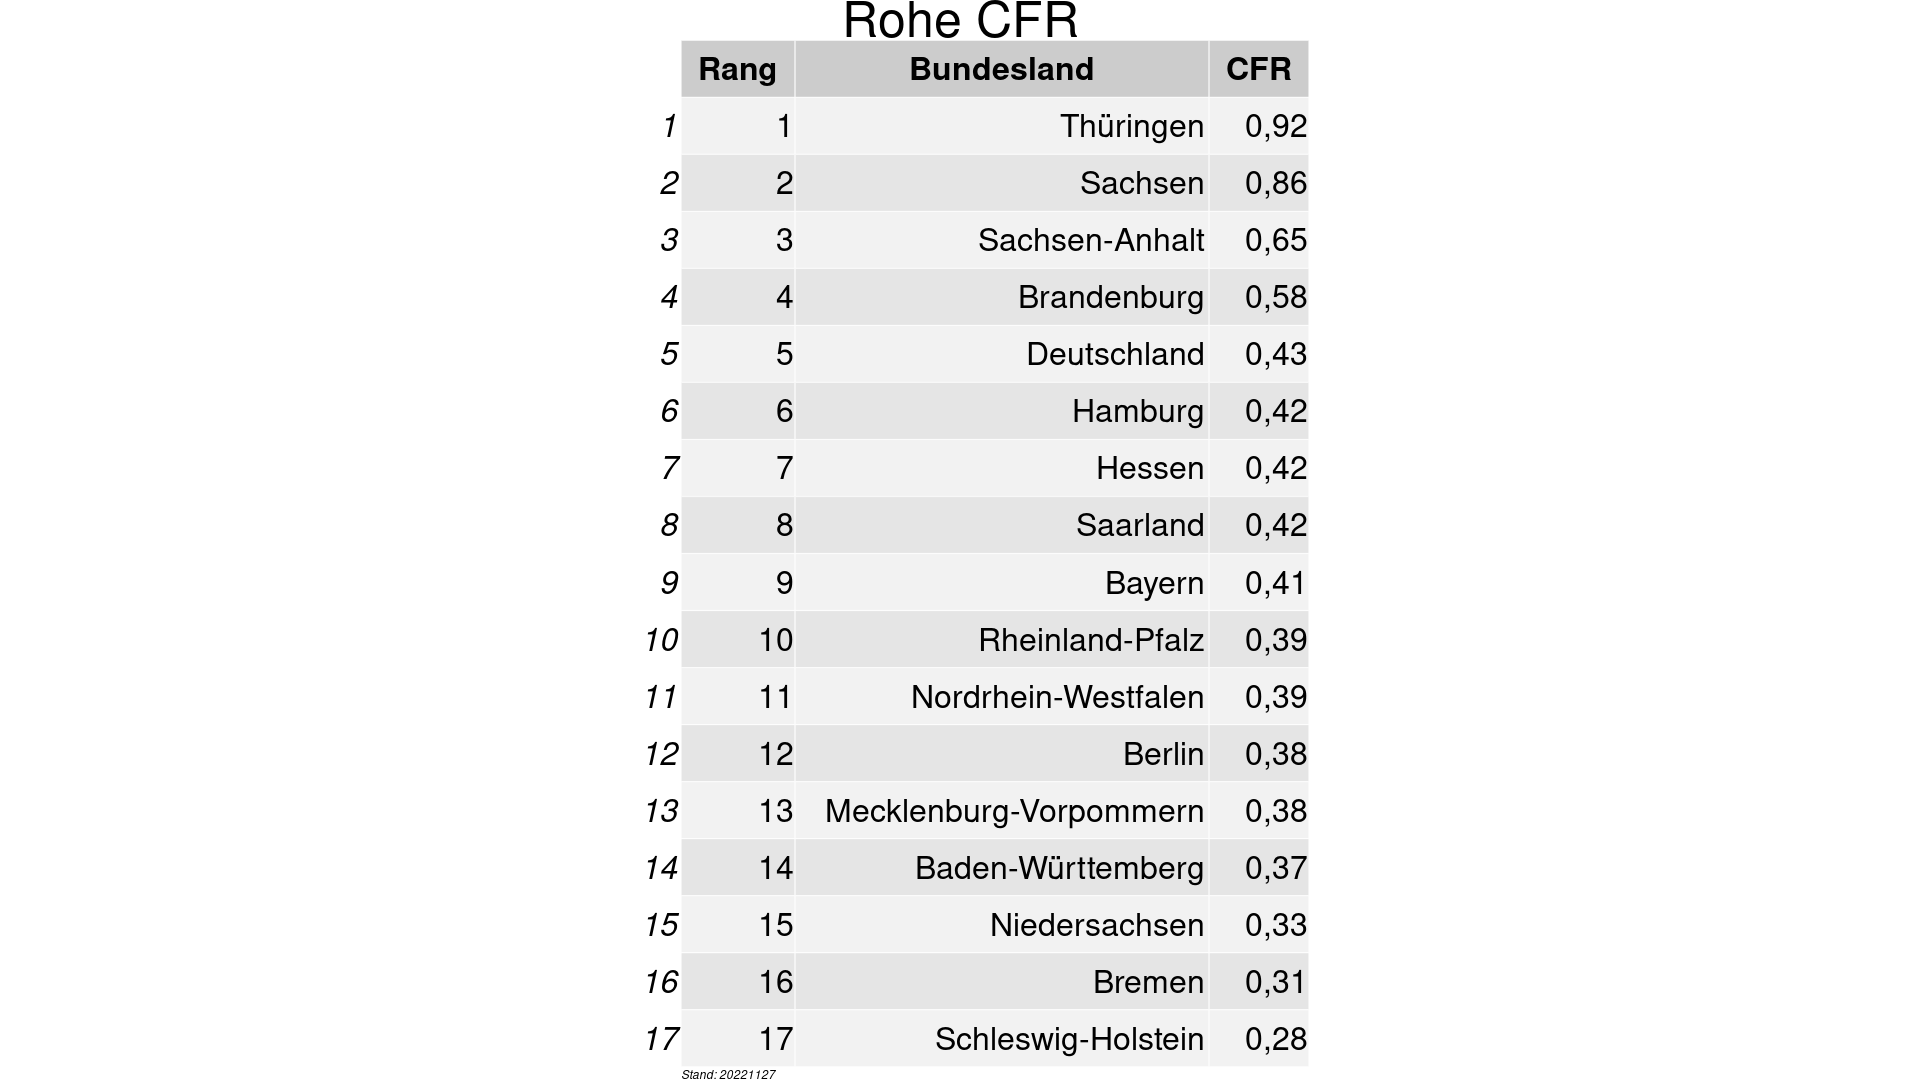 Rohe CFR
Rang Bundesland CFR
1 1 Thüringen 0,92
2 2 Sachsen 0,86
3 3 Sachsen-Anhalt 0,65
4 4 Brandenburg 0,58
5 5 Deutschland 0,43
6 6 Hamburg 0,42
7 7 Hessen 0,42
8 8 Saarland 0,42
9 9 Bayern 0,41
10 10 Rheinland-Pfalz 0,39
11 11 Nordrhein-Westfalen 0,39
12 12 Berlin 0,38
13 13 Mecklenburg-Vorpommern 0,38
14 14 Baden-Württemberg 0,37
15 15 Niedersachsen 0,33
16 16 Bremen 0,31
17 17 Schleswig-Holstein 0,28
Stand: 20221127